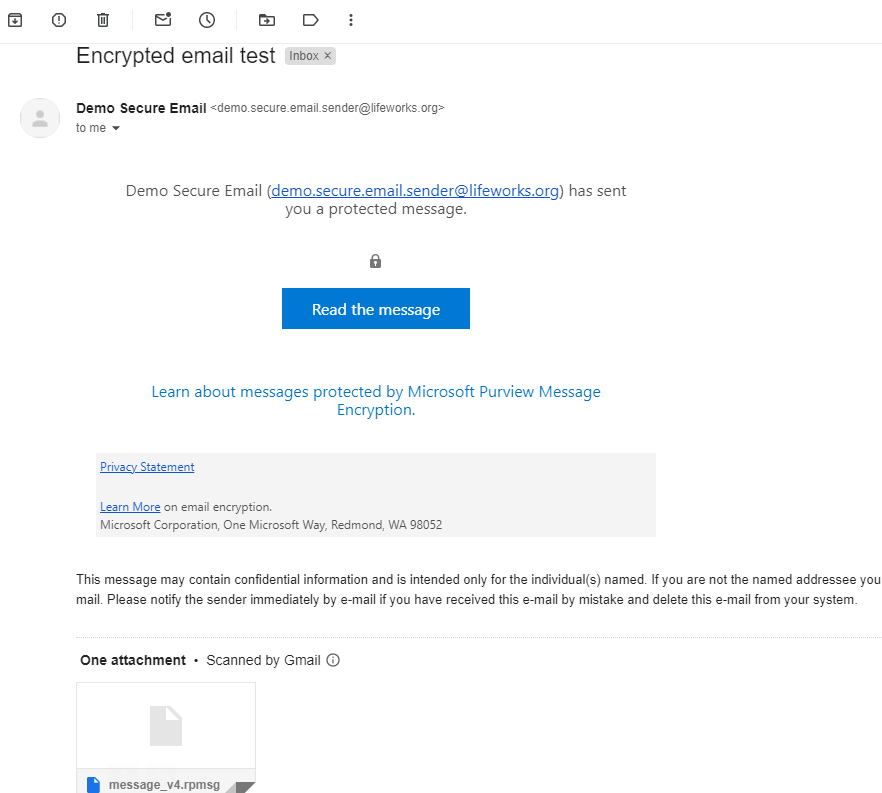 Encrypted email test Inbox ×
Demo Secure Email <demo.secure.email.sender@lifeworks.org>
to me
Demo Secure Email (demo.secure.email.sender@lifeworks.org) has sent
you a protected message.
Read the message
Learn about messages protected by Microsoft Purview Message
Encryption.
Privacy Statement
Learn More on email encryption.
Microsoft Corporation, One Microsoft Way, Redmond, WA 98052
This message may contain confidential information and is intended only for the individual(s) named. If you are not the named addressee you
mail. Please notify the sender immediately by e-mail if you have received this e-mail by mistake and delete this e-mail from your system.
One attachment • Scanned by Gmail
message_v4.rpmsg